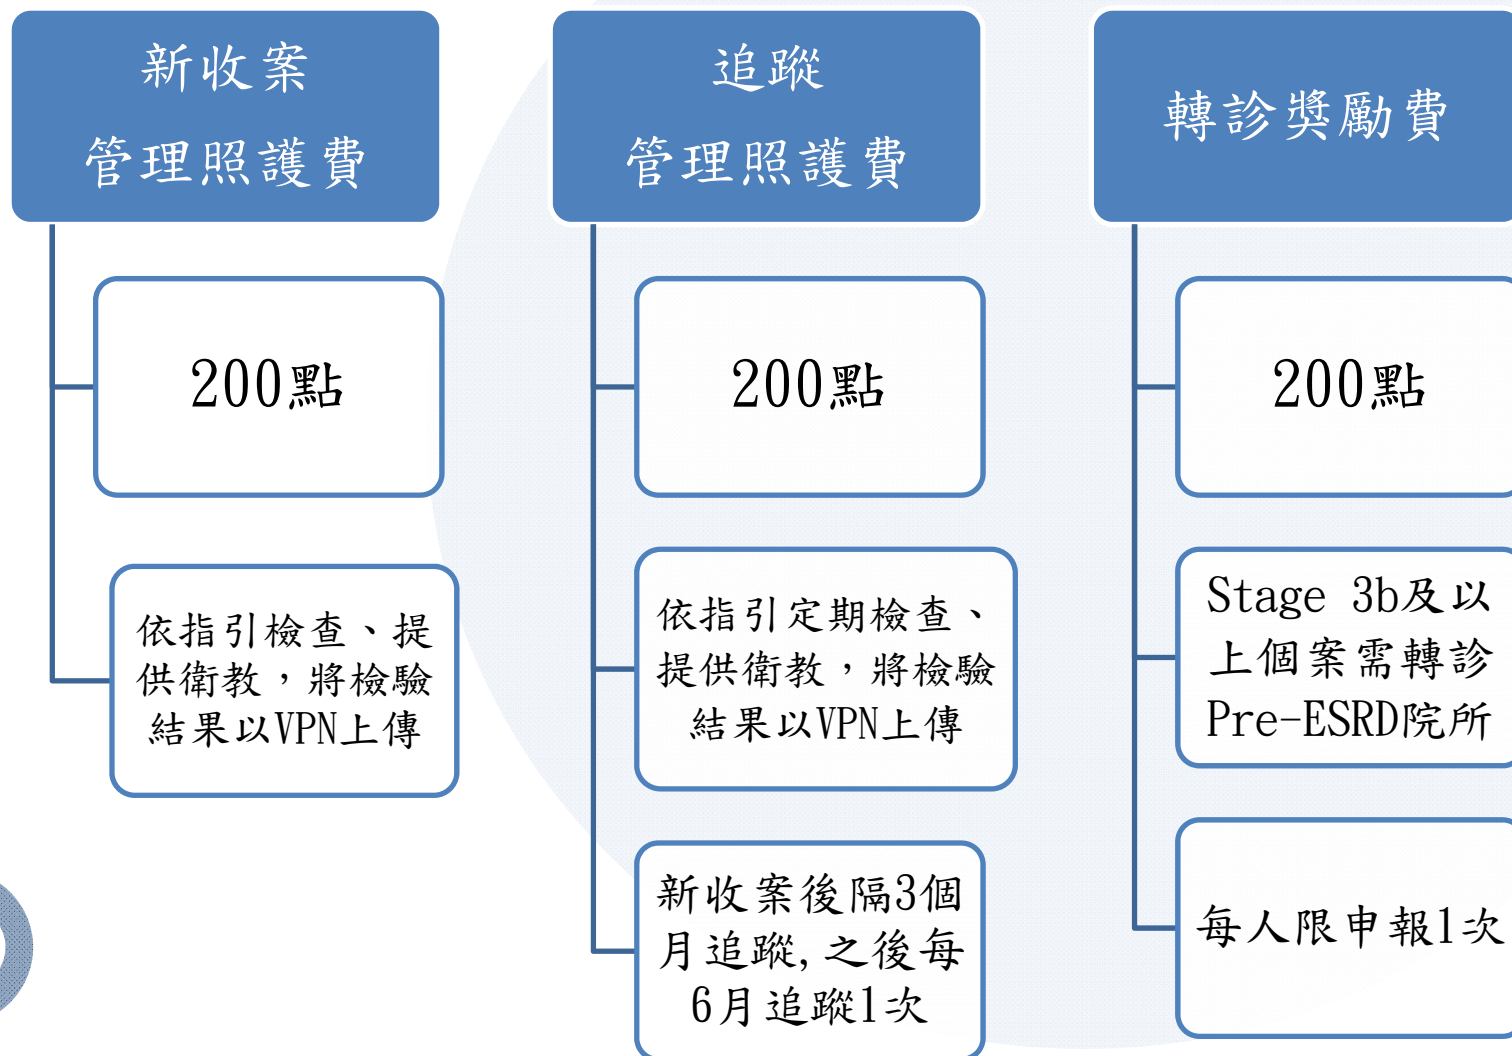 新收案
管理照護費
200點
依指引檢查、提
供衛教，將檢驗
結果以VPN上傳
追蹤
管理照護費
200點
依指引定期檢查、
提供衛教，將檢驗
結果以VPN上傳
新收案後隔3個
月追蹤,之後每
6月追蹤1次
轉診獎勵費
200點
Stage 3b及以
上個案需轉診
Pre-ESRD院所
每人限申報1次